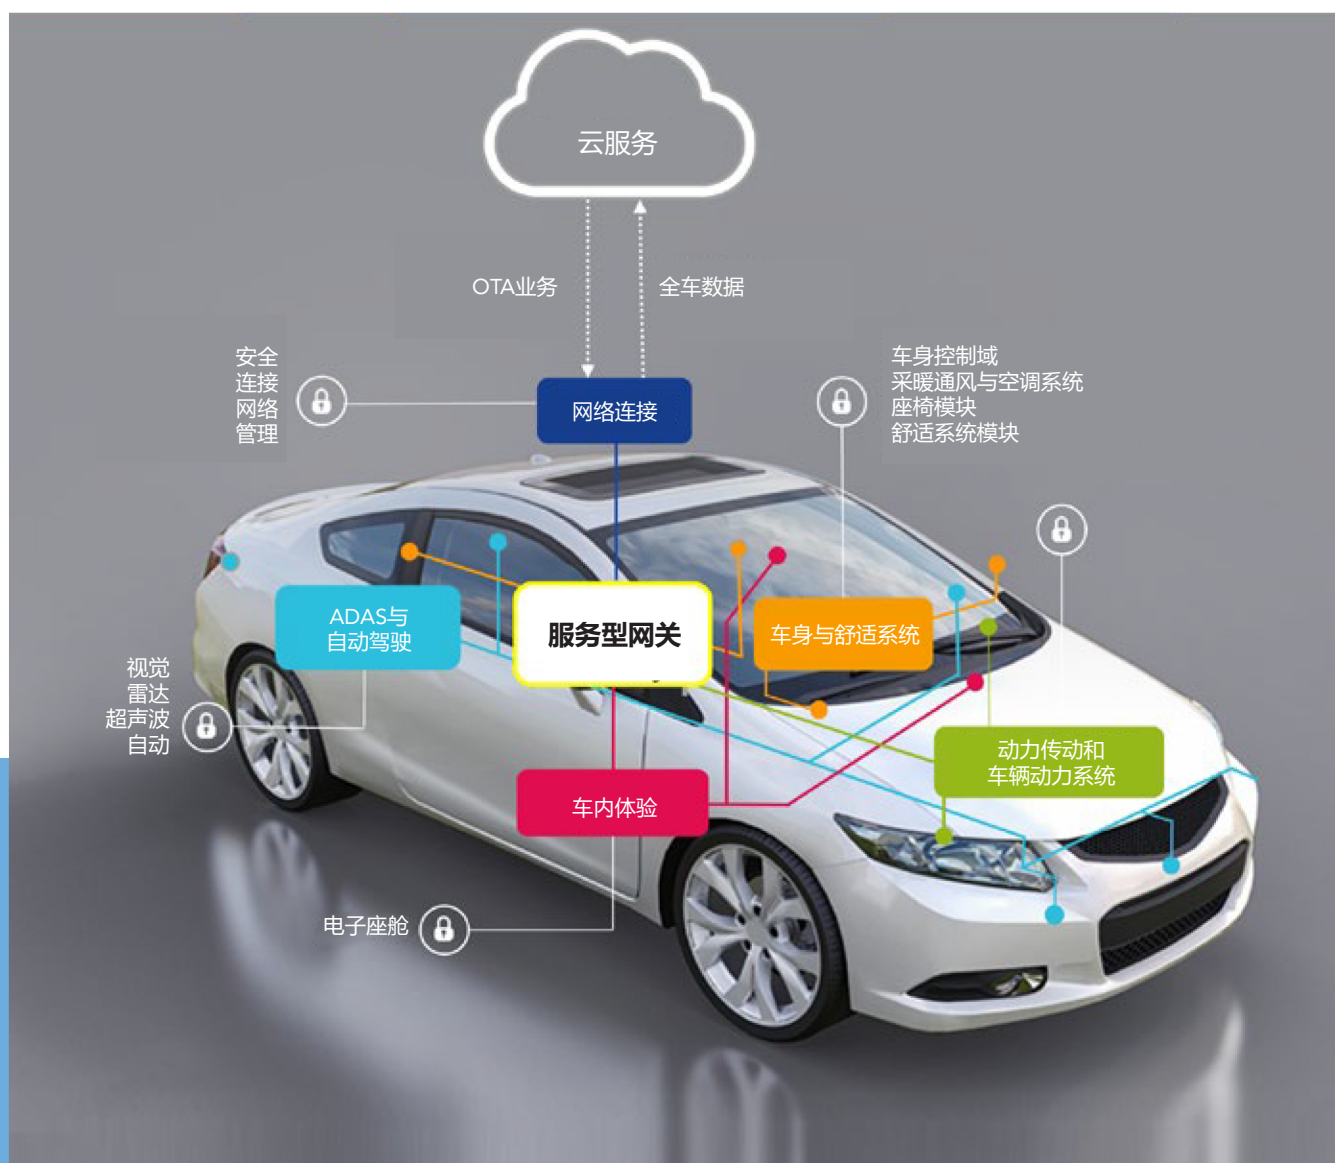 云服务
OTA业务
全车数据
安全
连接
网络
管理
网络连接
车身控制域
采暖通风与空调系统
座椅模块
舒适系统模块
ADAS与
自动驾驶
服务型网关
车身与舒适系统
视觉
雷达
超声波
自动
动力传动和
车辆动力系统
车内体验
电子座舱